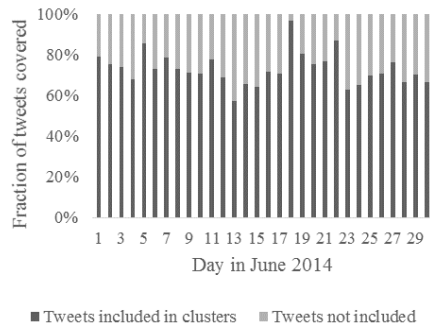 100%
80%
60%
40%
20%
0%
Fraction of tweets covered
1 3 5 7 9 11 13 15 17 19 21 23 25 27 29
Day in June 2014
Tweets included in clusters Tweets not included